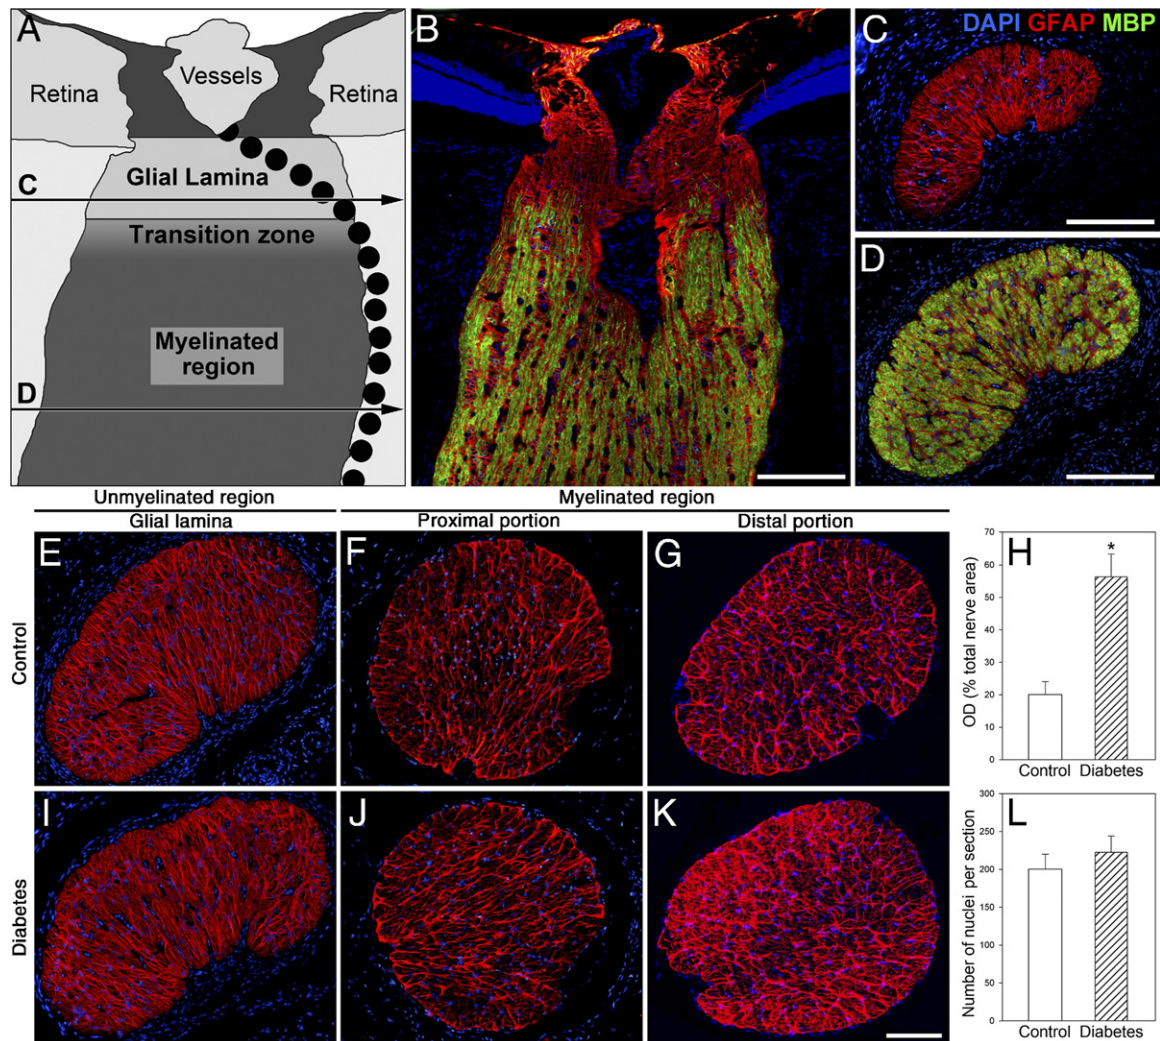 A
Vessels
Retina
Retina
Glial Lamina
C
Transition zone
Myelinated
region
D
B
C
DAPI GFAP MBP
D
Unmyelinated region
Myelinated region
Glial lamina
Proximal portion
Distal portion
Control
E
F
G
H
OD (% total nerve area)
70
60
50
40
30
20
10
0
*
Control
Diabetes
Diabetes
I
J
K
L
Number of nuclei per section
300
250
200
150
100
50
0
Control
Diabetes